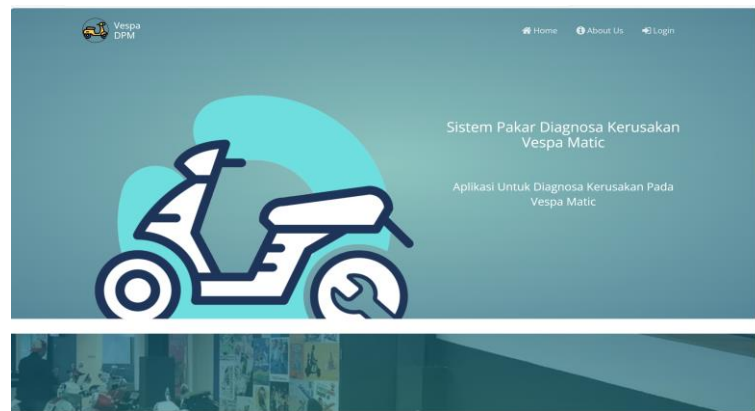 Vespa
DPM
Home
About Us
Login
Sistem Pakar Diagnosa Kerusakan
Vespa Matic
Aplikasi Untuk Diagnosa Kerusakan Pada
Vespa Matic